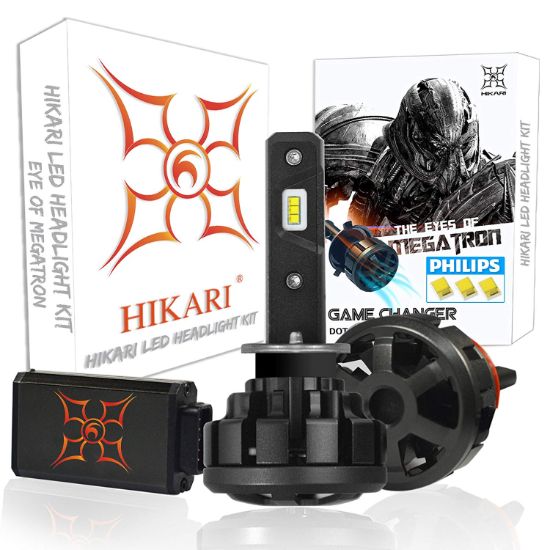 HIKARI LED HEADLIGHT KIT
EYE OF MEGATRON
HIKARI®
HIKARI LED HEADLIGHT KIT
HIKARI
THE EYES OF
MEGATRON
PHILIPS
GAME CHANGER
DOT
HIKARI LED HEADLIGHT KIT